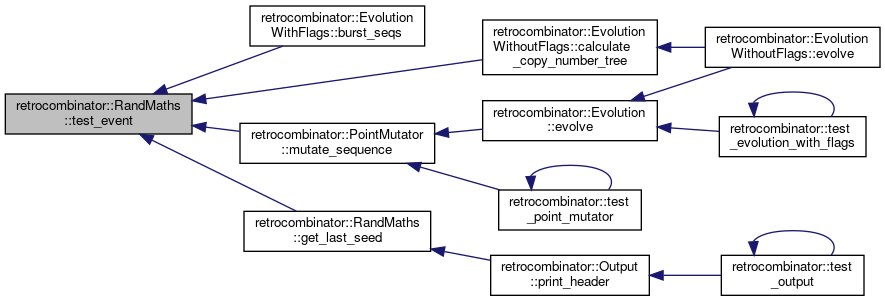 retrocombinator::RandMaths
::test_event
retrocombinator::Evolution
WithFlags::burst_seqs
retrocombinator::Evolution
WithoutFlags::calculate
_copy_number_tree
retrocombinator::Evolution
WithoutFlags::evolve
retrocombinator::PointMutator
::mutate_sequence
retrocombinator::Evolution
::evolve
retrocombinator::test
_evolution_with_flags
retrocombinator::test
_point_mutator
retrocombinator::RandMaths
::get_last_seed
retrocombinator::Output
::print_header
retrocombinator::test
_output